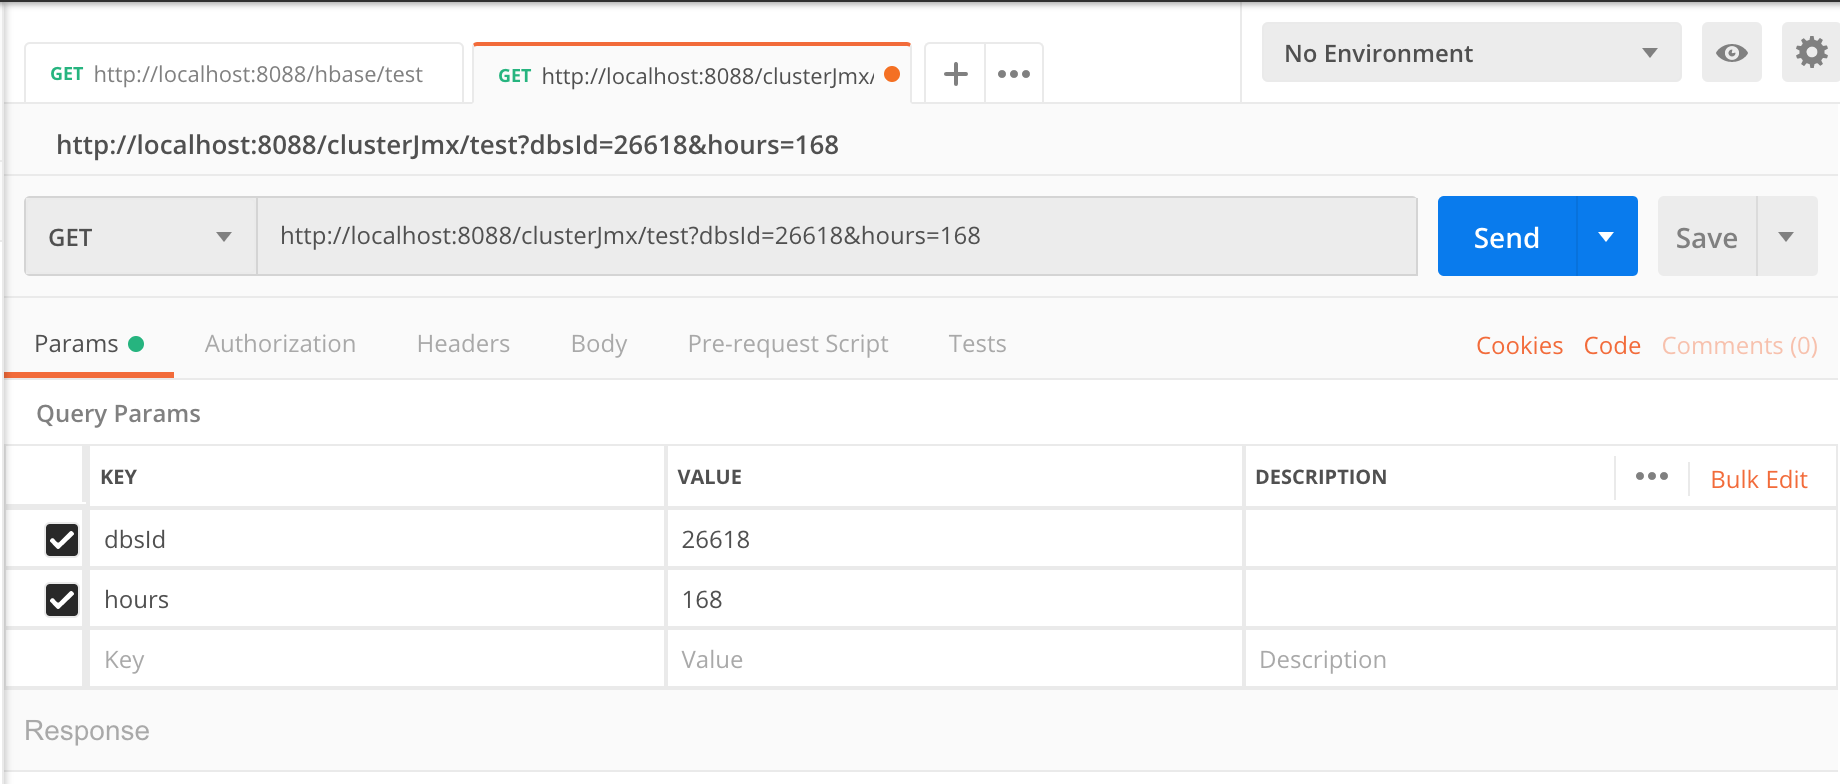 GET http://localhost:8088/hbase/test
GET http://localhost:8088/clusterJmx/
No Environment
http://localhost:8088/clusterJmx/test?dbsId=26618&hours=168
GET http://localhost:8088/clusterJmx/test?dbsId=26618&hours=168 Send Save
Params Authorization Headers Body Pre-request Script Tests Cookies Code Comments (0)
Query Params
KEY VALUE DESCRIPTION Bulk Edit
dbsId 26618
hours 168
Key Value Description
Response